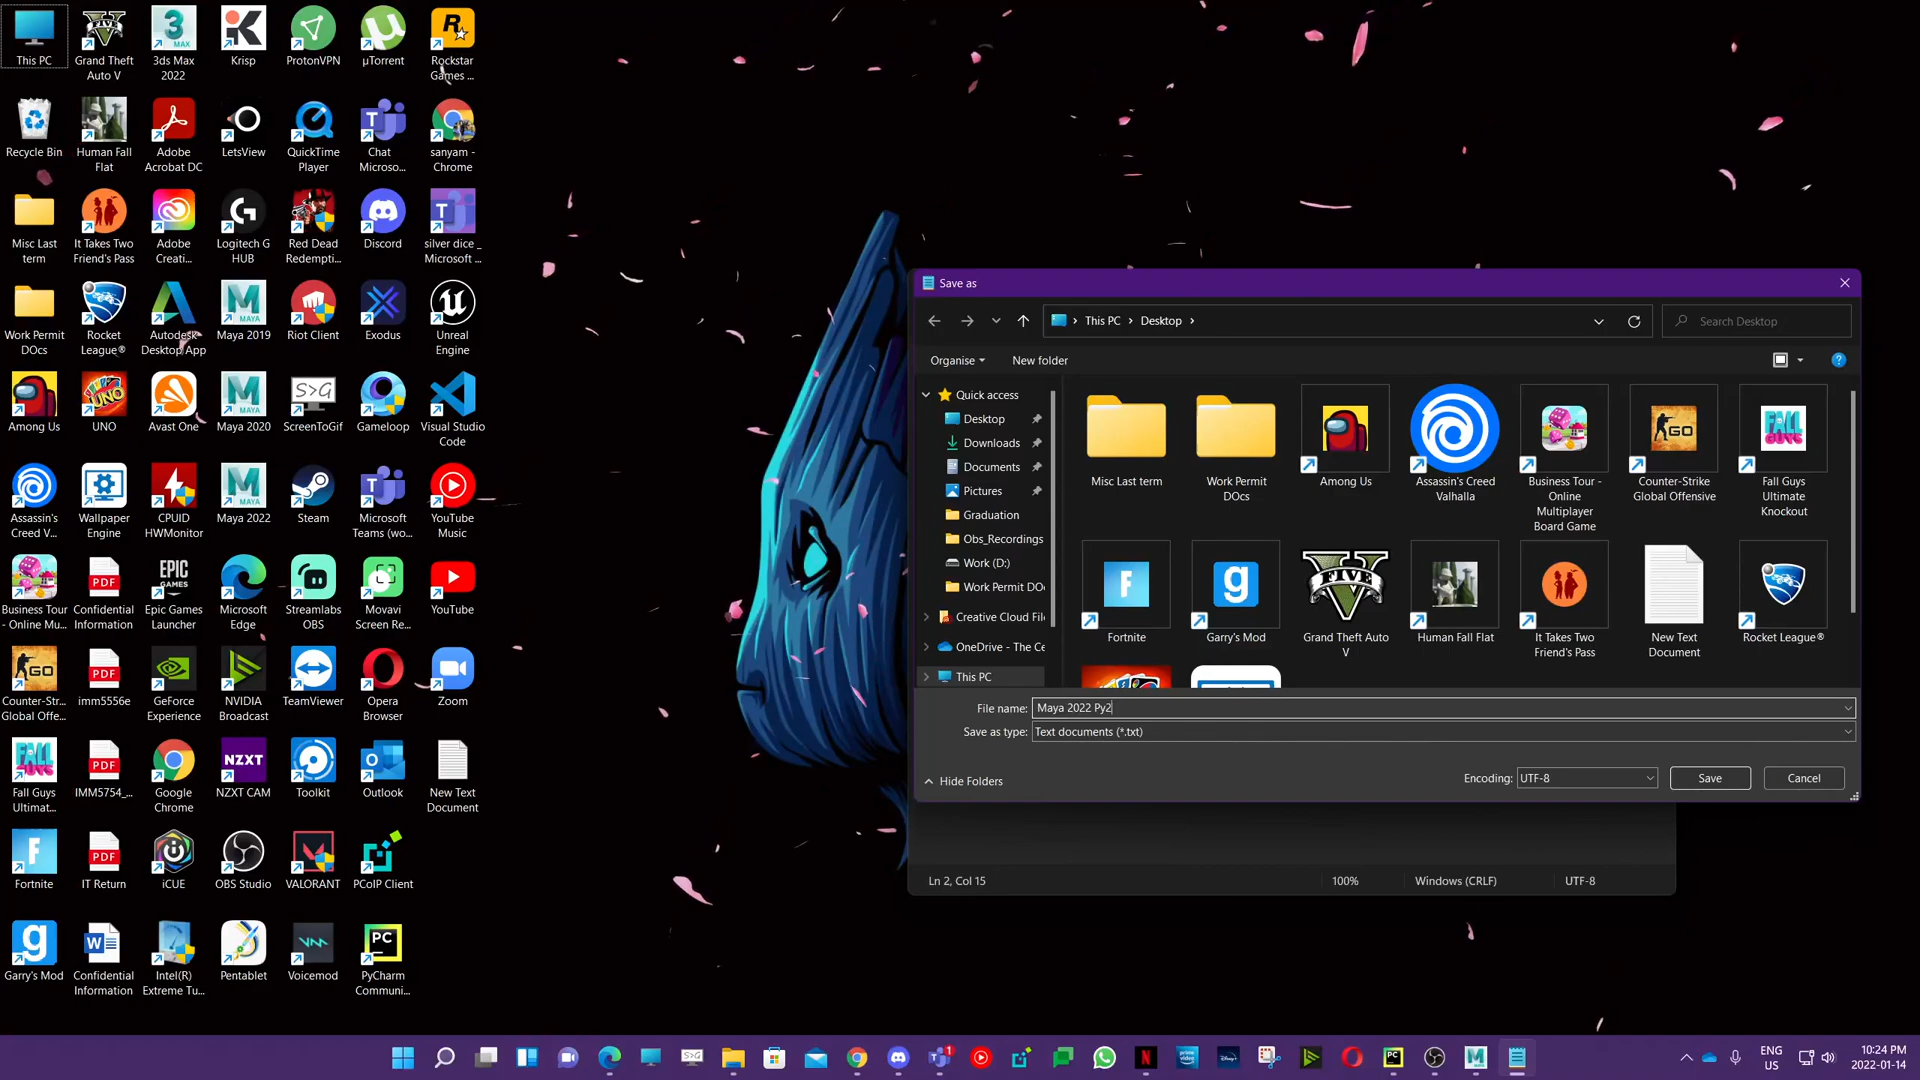 This PC
Grand Theft
Auto V
3ds Max
2022
Krisp
ProtonVPN
µTorrent
Rockstar
Games ...
Recycle Bin
Human Fall
Flat
Adobe
Acrobat DC
LetsView
QuickTime
Player
Chat
Microso...
sanyam -
Chrome
Misc Last
term
It Takes Two
Friend's Pass
Adobe
Creati...
Logitech G
HUB
Red Dead
Redempti...
Discord
silver dice _
Microsoft ...
Work Permit
DOcs
Rocket
League®
Autodesk
Desktop App
Maya 2019
Riot Client
Exodus
Unreal
Engine
Among Us
UNO
Avast One
Maya 2020
ScreenToGif
Gameloop
Visual Studio
Code
Assassin's
Creed V...
Wallpaper
Engine
CPUID
HWMonitor
Maya 2022
Steam
Microsoft
Teams (wo...
YouTube
Music
Business Tour
- Online Mu...
Confidential
Information
Epic Games
Launcher
Microsoft
Edge
Streamlabs
OBS
Movavi
Screen Re...
YouTube
Counter-Str...
Global Offe...
imm5556e
GeForce
Experience
NVIDIA
Broadcast
TeamViewer
Opera
Browser
Zoom
Fall Guys
Ultimat...
IMM5754_...
Google
Chrome
NZXT CAM
Toolkit
Outlook
New Text
Document
Fortnite
IT Return
iCUE
OBS Studio
VALORANT
PCoIP Client
Garry's Mod
Confidential
Information
Intel(R)
Extreme Tu...
Pentablet
Voicemod
PyCharm
Communi...
Save as
This PC
Desktop
Search Desktop
Organise
New folder
Quick access
Desktop
Downloads
Documents
Pictures
Graduation
Obs_Recordings
Work (D:)
Work Permit DO
Creative Cloud Fil
OneDrive - The Ce
This PC
Misc Last term
Work Permit
DOcs
Among Us
Assassin's Creed
Valhalla
Business Tour -
Online
Multiplayer
Board Game
Counter-Strike
Global Offensive
Fall Guys
Ultimate
Knockout
Fortnite
Garry's Mod
Grand Theft Auto
V
Human Fall Flat
It Takes Two
Friend's Pass
New Text
Document
Rocket League®
File name:
Maya 2022 Py2
Save as type:
Text documents (*.txt)
Hide Folders
Encoding:
UTF-8
Save
Cancel
Ln 2, Col 15
100%
Windows (CRLF)
UTF-8
ENG
US
10:24 PM
2022-01-14